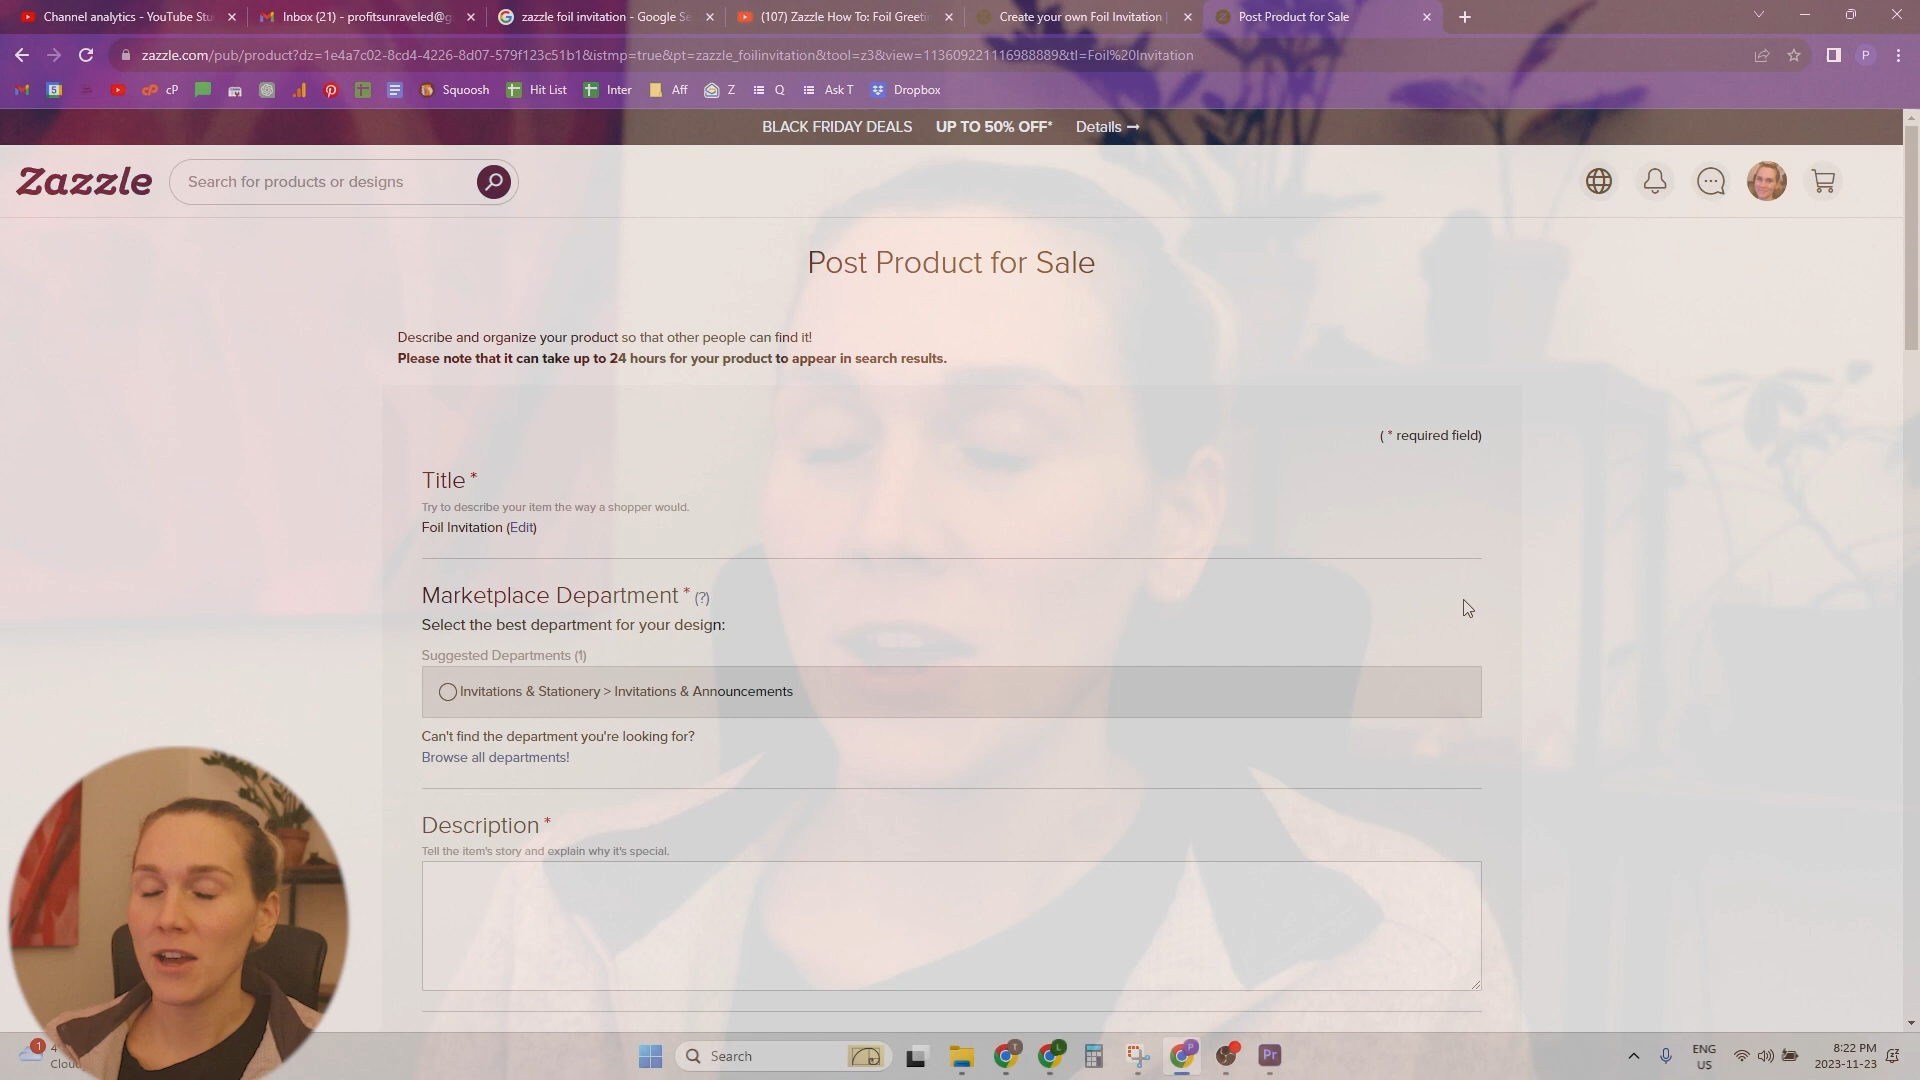 Channel analytics - YouTube Stu
Inbox (21) - profitsunraveled@g
zazzle foil invitation - Google Se
(107) Zazzle How To: Foil Greeti
Create your own Foil Invitation |
Post Product for Sale
zazzle.com/pub/product?dz=1e4a7c02-8cd4-4226-8d07-579f123c51b1&istmp=true&pt=zazzle_foilinvitation&tool=z3&view=113609221116988889&tl=Foil%20Invitation
P
cP
Squoosh
Hit List
Inter
Aff
Z
Q
Ask T
Dropbox
BLACK FRIDAY DEALS UP TO 50% OFF* Details →
Zazzle
Search for products or designs
Post Product for Sale
Describe and organize your product so that other people can find it!
Please note that it can take up to 24 hours for your product to appear in search results.
( * required field)
Title *
Try to describe your item the way a shopper would.
Foil Invitation (Edit)
Marketplace Department * (?)
Select the best department for your design:
Suggested Departments (1)
Invitations & Stationery > Invitations & Announcements
Can't find the department you're looking for?
Browse all departments!
Description *
Tell the item's story and explain why it's special.
1
4°
Cloud
Search
T
L
P
Pr
ENG
US
8:22 PM
2023-11-23